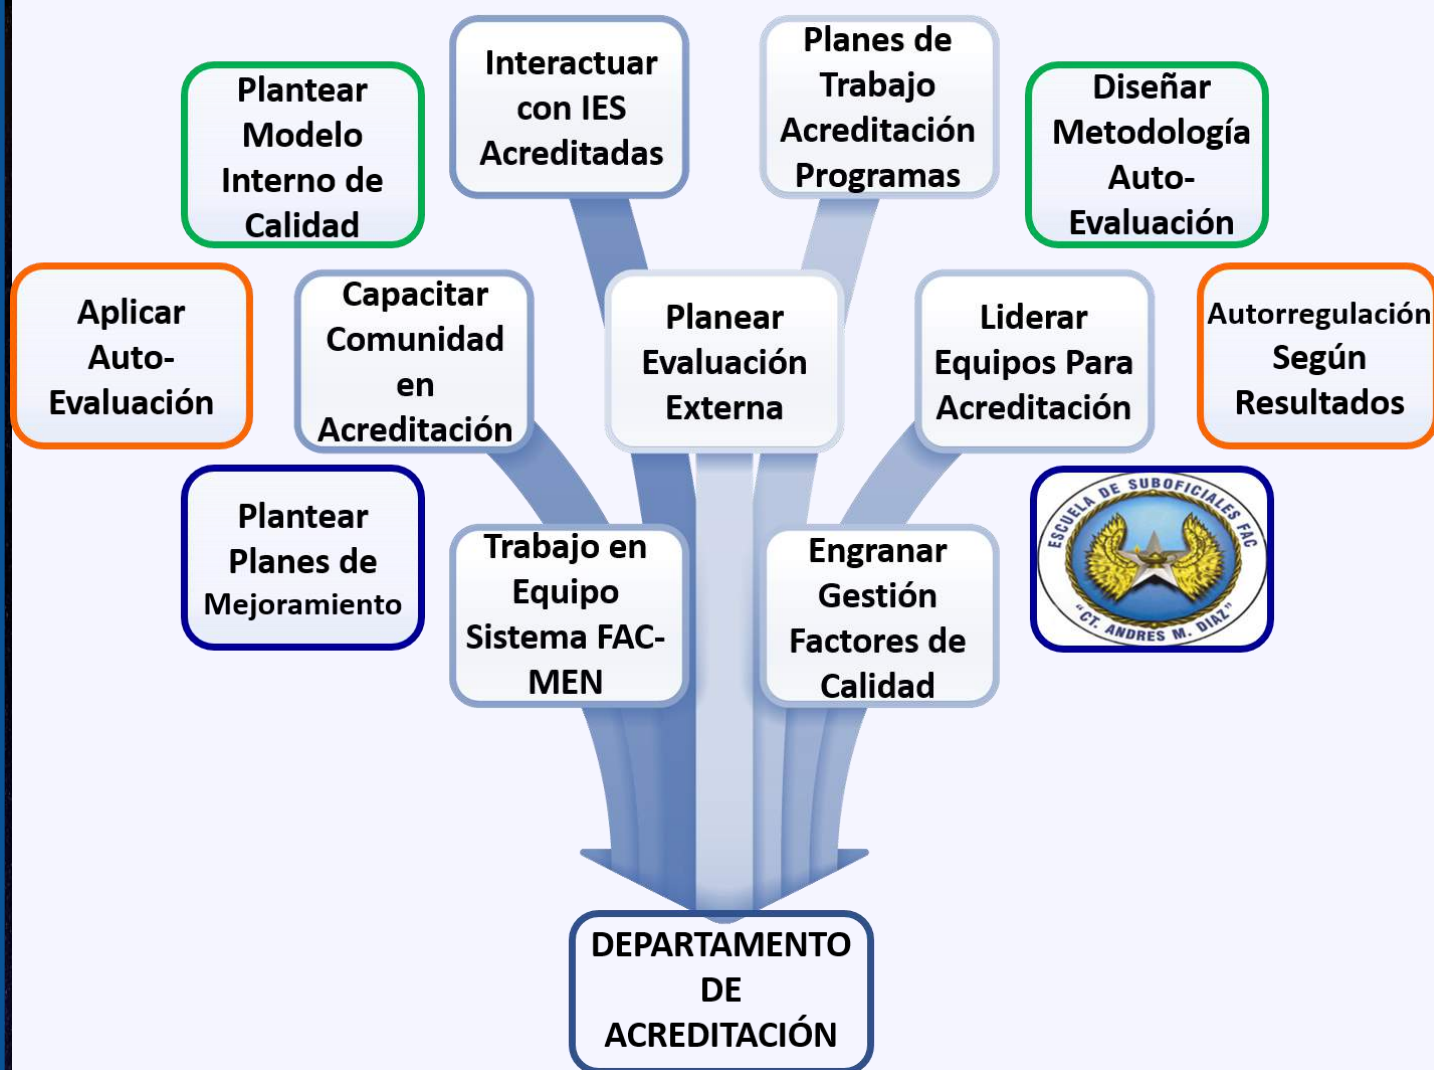 Plantear
Modelo
Interno de
Calidad
Interactuar
con IES
Acreditadas
Planes de
Trabajo
Acreditación
Programas
Diseñar
Metodología
Auto-
Evaluación
Aplicar
Auto-
Evaluación
Capacitar
Comunidad
en
Acreditación
Planear
Evaluación
Externa
Liderar
Equipos Para
Acreditación
Autorregulación
Según
Resultados
Plantear
Planes de
Mejoramiento
Trabajo en
Equipo
Sistema FAC-
MEN
Engranar
Gestión
Factores de
Calidad
ESCUELA DE SUBOFICIALES FAC
"CT. ANDRES M. DIAZ"
DEPARTAMENTO
DE
ACREDITACIÓN